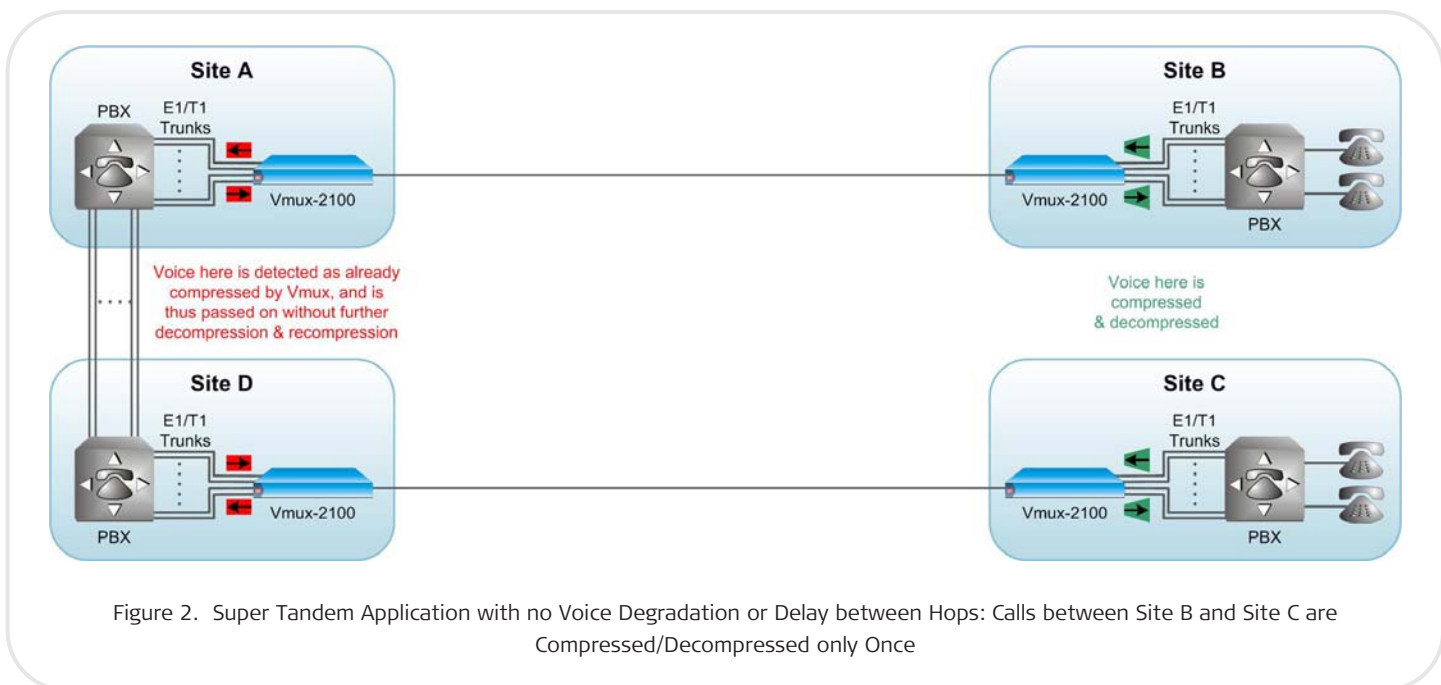 Site A
PBX
E1/T1
Trunks
Vmux-2100
Site B
E1/T1
Trunks
Vmux-2100
PBX
Voice here is detected as already
compressed by Vmux, and is
thus passed on without further
decompression & recompression
Voice here is
compressed
& decompressed
Site D
E1/T1
Trunks
Vmux-2100
PBX
Site C
E1/T1
Trunks
Vmux-2100
PBX
Figure 2. Super Tandem Application with no Voice Degradation or Delay between Hops: Calls between Site B and Site C are
Compressed/Decompressed only Once